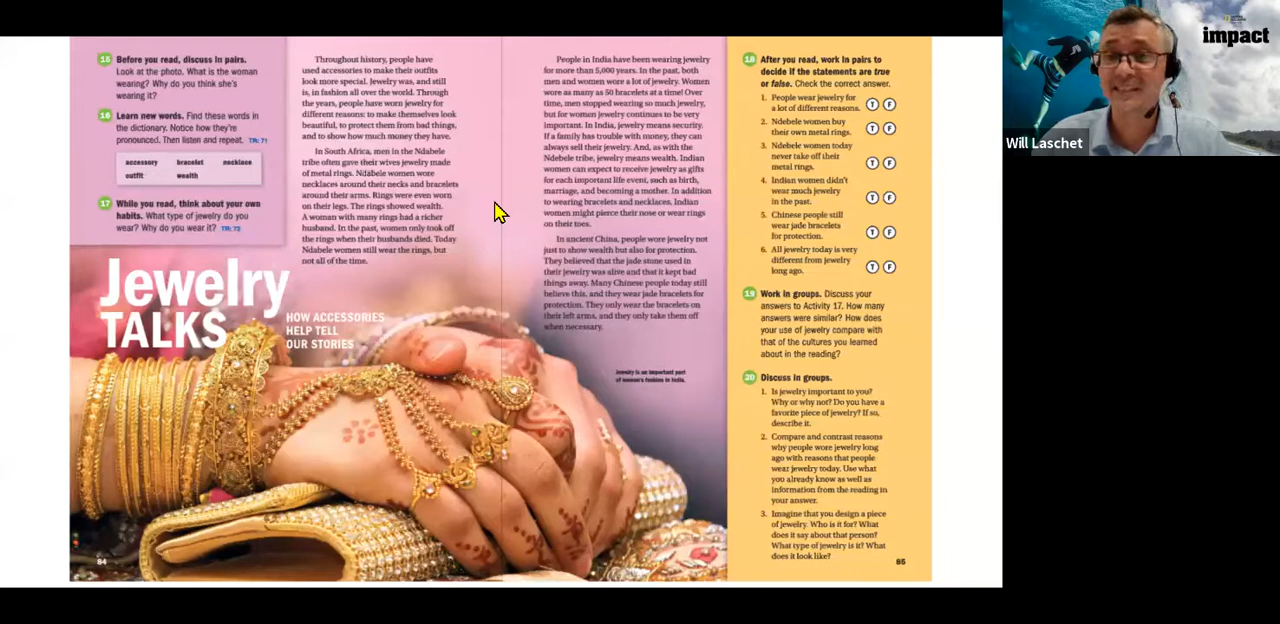 15 Before you read, discuss in pairs.
Look at the photo. What is the woman
wearing? Why do you think she's
wearing it?
16 Learn new words. Find these words in
the dictionary. Notice how they're
pronounced. Then listen and repeat. TR: 71
accessory bracelet necklace
outfit wealth
17 While you read, think about your own
habits. What type of jewelry do you
wear? Why do you wear it? TR: 72
Jewelry
TALKS
HOW ACCESSORIES
HELP TELL
OUR STORIES
Throughout history, people have
used accessories to make their outfits
look more special. Jewelry was, and still
is, in fashion all over the world. Through
the years, people have worn jewelry for
different reasons: to make themselves look
beautiful, to protect them from bad things,
and to show how much money they have.
In South Africa, men in the Ndebele
tribe often gave their wives jewelry made
of metal rings. Ndebele women wore
necklaces around their necks and bracelets
around their arms. Rings were even worn
on their legs. The rings showed wealth.
A woman with many rings had a richer
husband. In the past, women only took off
the rings when their husbands died. Today
Ndebele women still wear the rings, but
not all of the time.
People in India have been wearing jewelry
for more than 5,000 years. In the past, both
men and women wore a lot of jewelry. Women
wore as many as 50 bracelets at a time! Over
time, men stopped wearing so much jewelry,
but for women jewelry continues to be very
important. In India, jewelry means security.
If a family has trouble with money, they can
always sell their jewelry. And, as with the
Ndebele tribe, jewelry means wealth. Indian
women can expect to receive jewelry as gifts
for each important life event, such as birth,
marriage, and becoming a mother. In addition
to wearing bracelets and necklaces, Indian
women might pierce their nose or wear rings
on their toes.
In ancient China, people wore jewelry not
just to show wealth but also for protection.
They believed that the jade stone used in
their jewelry was alive and that it kept bad
things away. Many Chinese people today still
believe this, and they wear jade bracelets for
protection. They only wear the bracelets on
their left arms, and they only take them off
when necessary.
Jewelry is an important part
of women's fashion in India.
84
18 After you read, work in pairs to
decide if the statements are true
or false. Check the correct answer.
1. People wear jewelry for
a lot of different reasons. T F
2. Ndebele women buy
their own metal rings. T F
3. Ndebele women today
never take off their
metal rings. T F
4. Indian women didn't
wear much jewelry
in the past. T F
5. Chinese people still
wear jade bracelets
for protection. T F
6. All jewelry today is very
different from jewelry
long ago. T F
19 Work in groups. Discuss your
answers to Activity 17. How many
answers were similar? How does
your use of jewelry compare with
that of the cultures you learned
about in the reading?
20 Discuss in groups.
1. Is jewelry important to you?
Why or why not? Do you have a
favorite piece of jewelry? If so,
describe it.
2. Compare and contrast reasons
why people wore jewelry long
ago with reasons that people
wear jewelry today. Use what
you already know as well as
information from the reading in
your answer.
3. Imagine that you design a piece
of jewelry. Who is it for? What
does it say about that person?
What type of jewelry is it? What
does it look like?
85
impact
Will Laschet